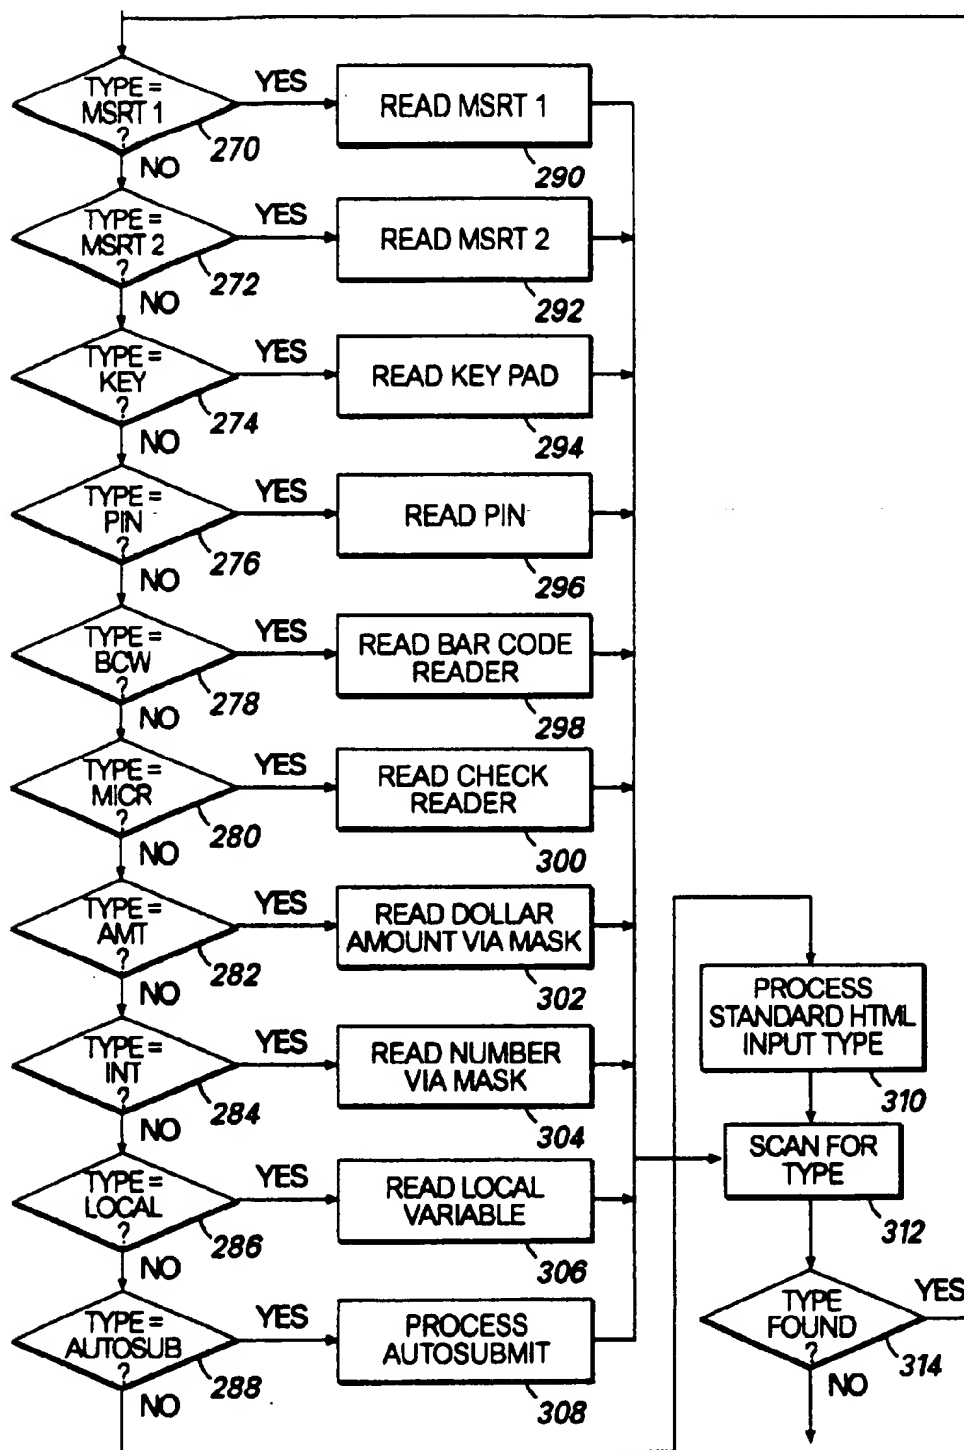 TYPE =
MSRT 1
?
270
YES
NO
READ MSRT 1
290
TYPE =
MSRT 2
?
272
YES
NO
READ MSRT 2
292
TYPE =
KEY
?
274
YES
NO
READ KEY PAD
294
TYPE =
PIN
?
276
YES
NO
READ PIN
296
TYPE =
BCW
?
278
YES
NO
READ BAR CODE
READER
298
TYPE =
MICR
?
280
YES
NO
READ CHECK
READER
300
TYPE =
AMT
?
282
YES
NO
READ DOLLAR
AMOUNT VIA MASK
302
TYPE =
INT
?
284
YES
NO
READ NUMBER
VIA MASK
304
TYPE =
LOCAL
?
286
YES
NO
READ LOCAL
VARIABLE
306
TYPE =
AUTOSUB
?
288
YES
NO
PROCESS
AUTOSUBMIT
308
PROCESS
STANDARD HTML
INPUT TYPE
310
SCAN FOR
TYPE
312
TYPE
FOUND
?
314
YES
NO